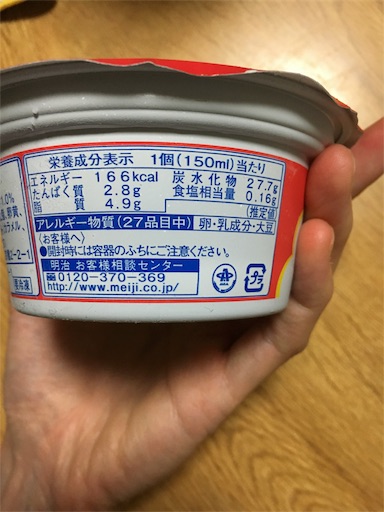 栄養成分表示 1個(150ml)当たり
エネルギー 166kcal 炭水化物 27.7g
たんぱく質 2.8g 食塩相当量 0.16g
脂質 4.9g (推定値)
アレルギー物質(27品目中) 卵・乳成分・大豆
〈お客様へ〉
●開封時には容器のふちにご注意ください。
明治 お客様相談センター
0120-370-369
http://www.meiji.co.jp/
プラ